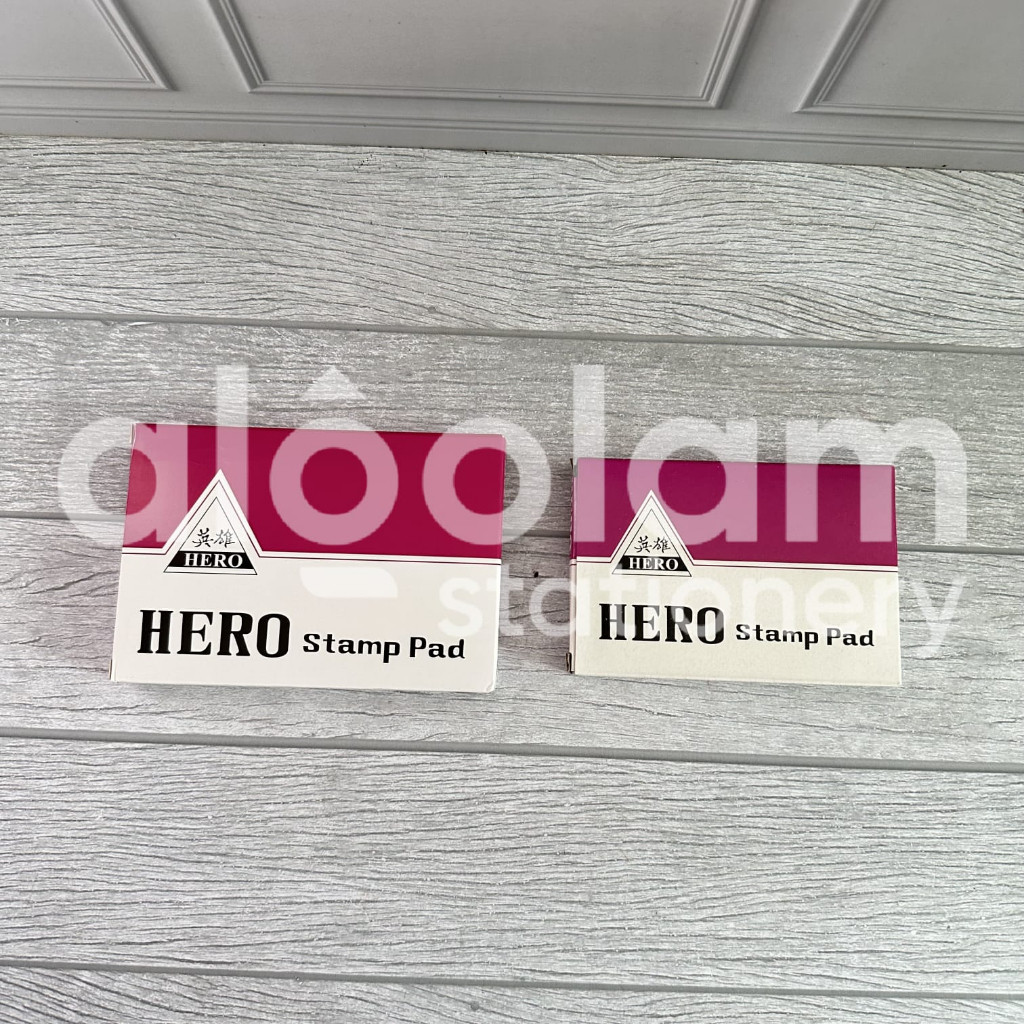 alôolam
stationery
英雄
HERO
HERO Stamp Pad
英雄
HERO
HERO Stamp Pad